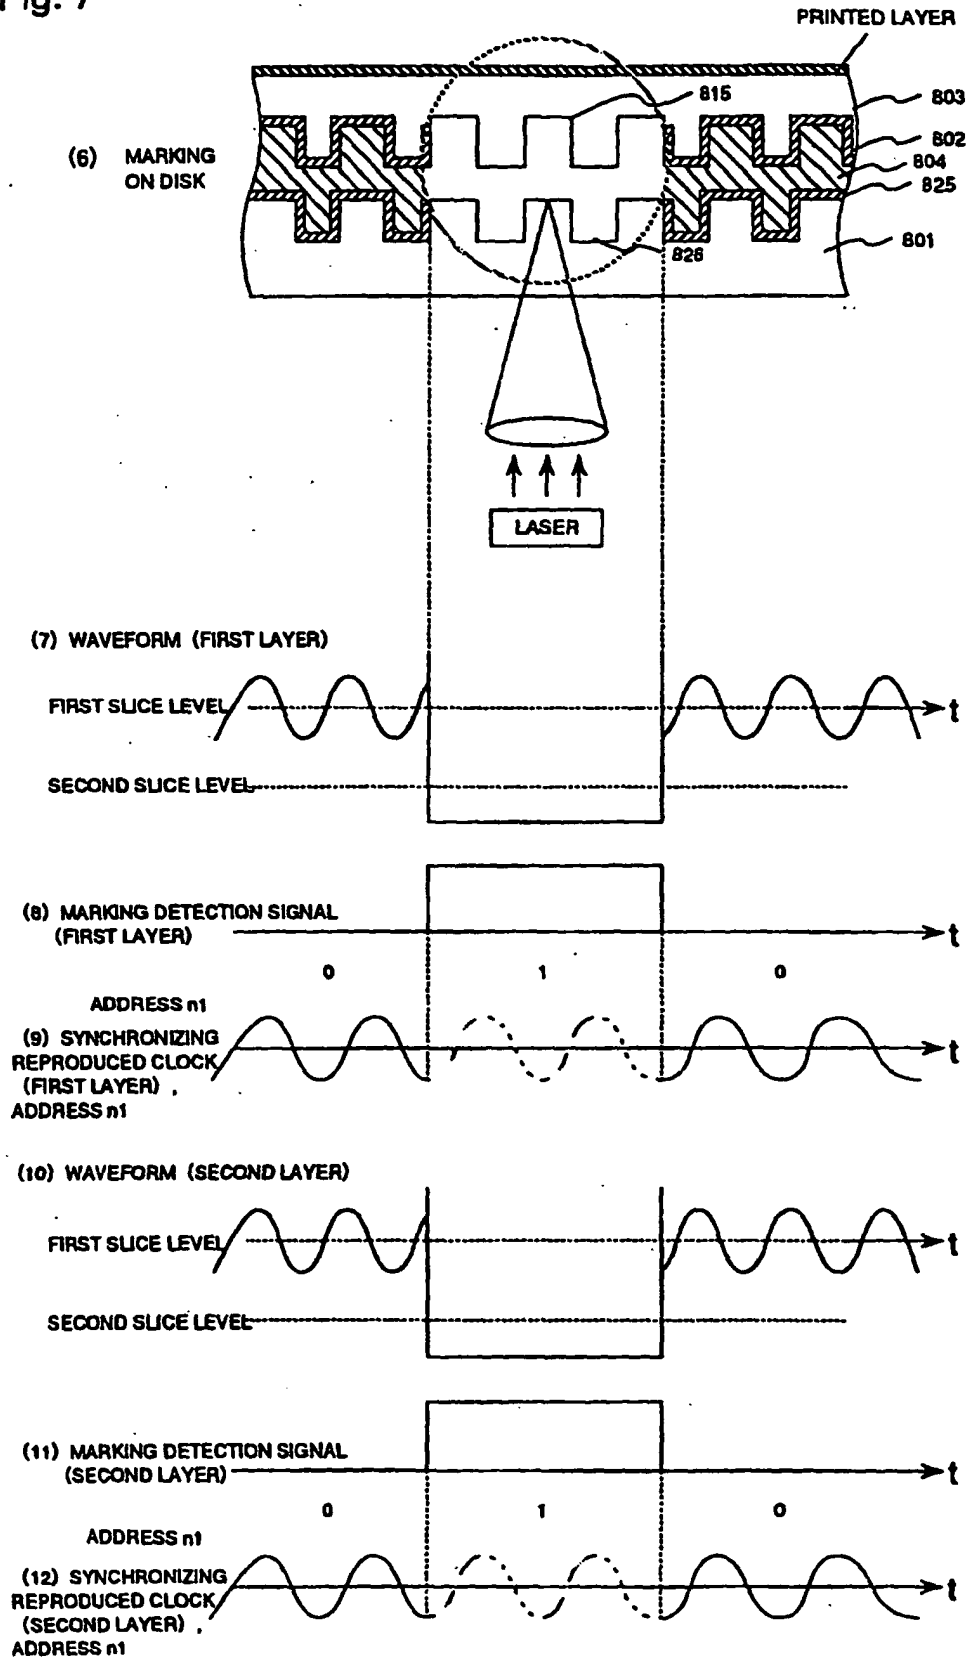 Fig. 7
PRINTED LAYER
815
803
802
804
825
801
826
(6) MARKING
ON DISK
LASER
(7) WAVEFORM (FIRST LAYER)
FIRST SLICE LEVEL
t
SECOND SLICE LEVEL
(8) MARKING DETECTION SIGNAL
(FIRST LAYER)
t
0 1 0
ADDRESS n1
(9) SYNCHRONIZING
REPRODUCED CLOCK
(FIRST LAYER) ,
ADDRESS n1
t
(10) WAVEFORM (SECOND LAYER)
FIRST SLICE LEVEL
t
SECOND SLICE LEVEL
(11) MARKING DETECTION SIGNAL
(SECOND LAYER)
t
0 1 0
ADDRESS n1
(12) SYNCHRONIZING
REPRODUCED CLOCK
(SECOND LAYER) ,
ADDRESS n1
t